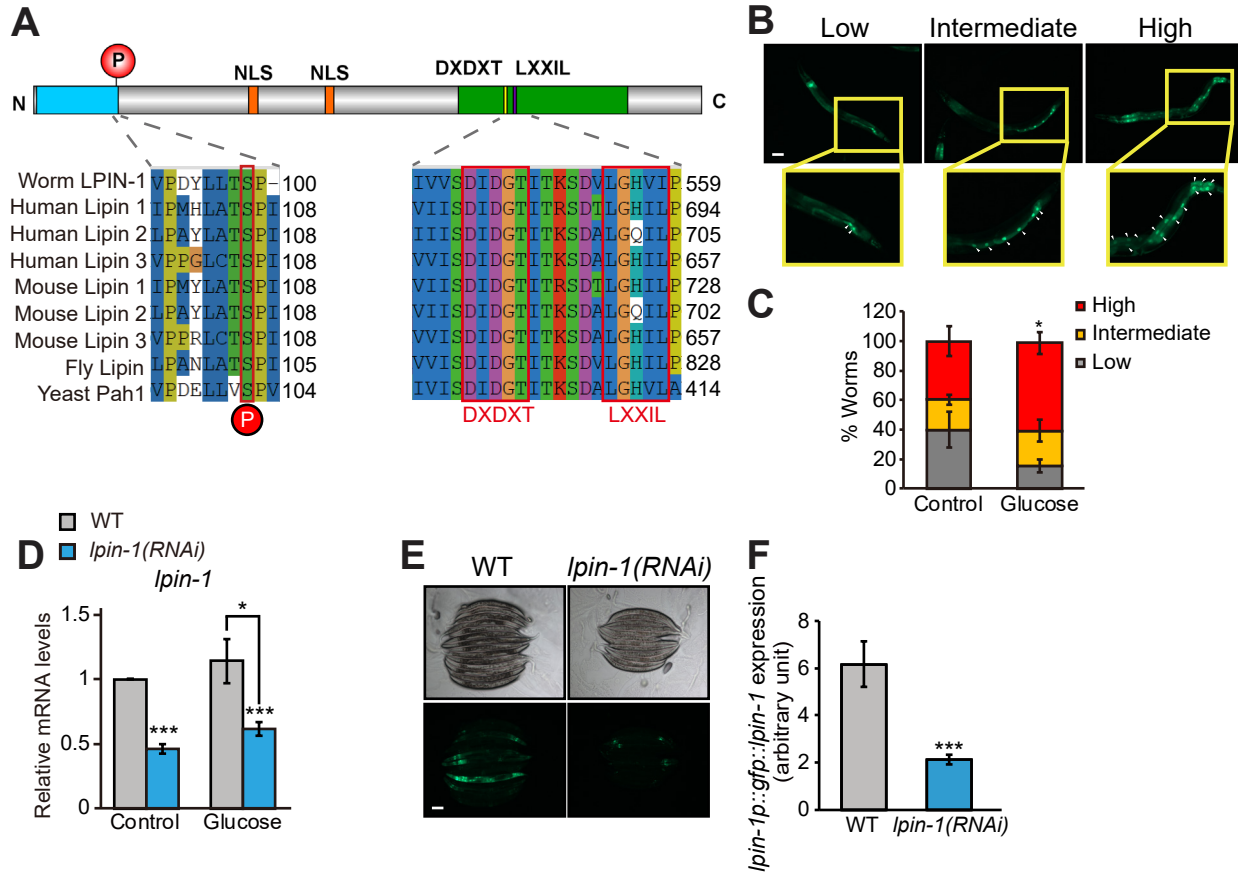 A
P
NLS
NLS
DXDXT
LXXIL
N
C
Worm LPIN-1 VPDYLLTSP- 100 IVVSDIDGTITKSDVLGHVIP 559
Human Lipin 1 IPMHLATSPI 108 VIISDIDGTITRSDTLGHILP 694
Human Lipin 2 LPAYLATSPI 108 IIISDIDGTITKSDALGQILP 705
Human Lipin 3 VPPGLCTSPI 108 VVISDIDGTITKSDALGHILP 657
Mouse Lipin 1 IPMYLATSPI 108 VIISDIDGTITRSDTLGHILP 728
Mouse Lipin 2 LPAYLATSPI 108 VIISDIDGTITKSDALGQILP 702
Mouse Lipin 3 VPPRLCTSPI 108 VVISDIDGTITKSDALGHILP 657
Fly Lipin LPANLATSPI 105 VVISDIDGTITKSDALGHILP 828
Yeast Pah1 VPDELLVSPV 104 IVISDIDGTITKSDALGHVLA 414
P
DXDXT
LXXIL
B
Low
Intermediate
High
C
% Worms
120
100
80
60
40
20
0
*
Control
Glucose
High
Intermediate
Low
D
WT
lpin-1(RNAi)
lpin-1
Relative mRNA levels
1.5
1
0.5
0
***
*
***
Control
Glucose
E
WT
lpin-1(RNAi)
F
lpin-1p::gfp::lpin-1 expression
(arbitrary unit)
8
6
4
2
0
***
WT
lpin-1(RNAi)